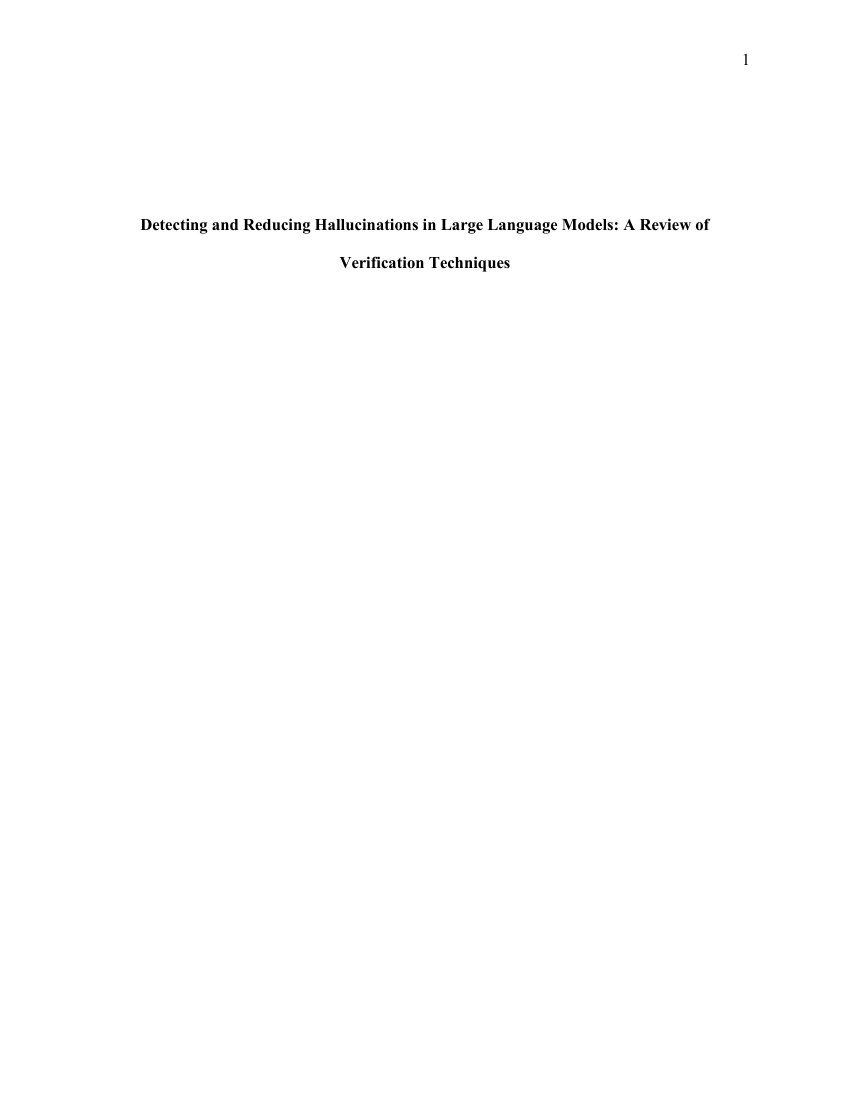 1
Detecting and Reducing Hallucinations in Large Language Models: A Review of
Verification Techniques